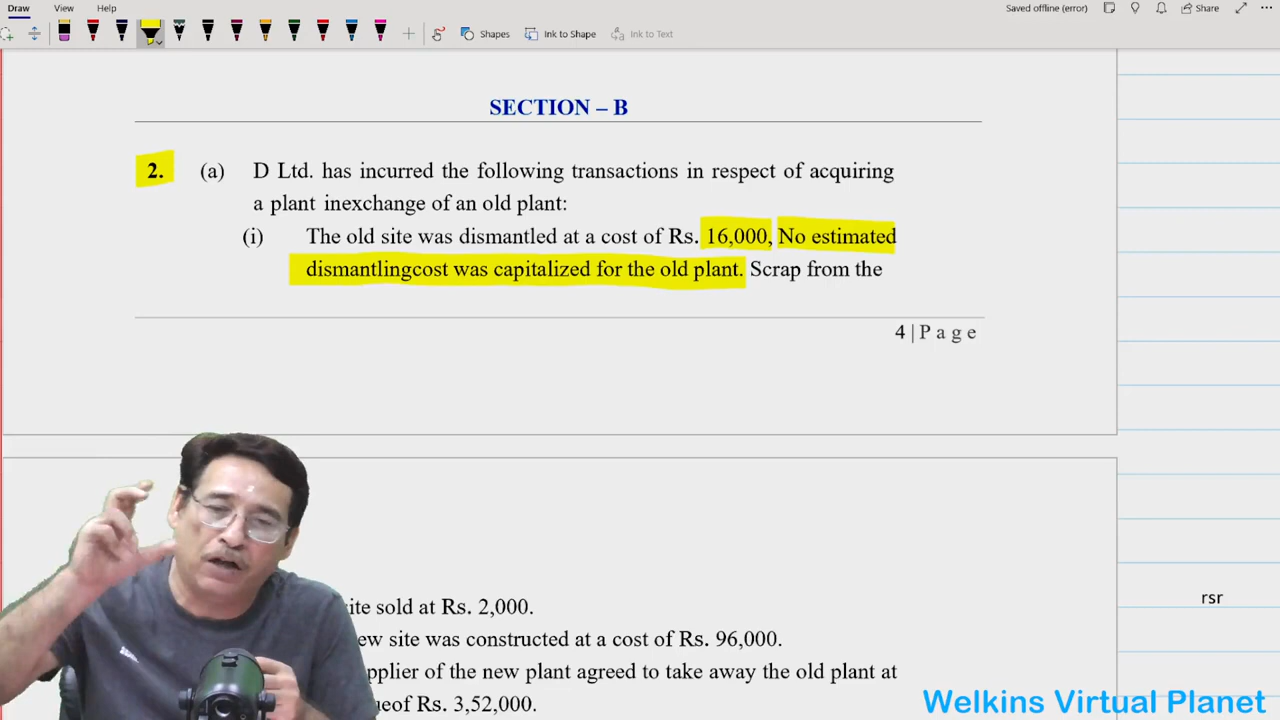 Draw View Help Saved offline (error) Share
Shapes Ink to Shape Ink to Text
SECTION – B
2. (a) D Ltd. has incurred the following transactions in respect of acquiring
a plant inexchange of an old plant:
(i) The old site was dismantled at a cost of Rs. 16,000, No estimated
dismantlingcost was capitalized for the old plant. Scrap from the
4 | P a g e
sold at Rs. 2,000.
site was constructed at a cost of Rs. 96,000.
of the new plant agreed to take away the old plant at
Rs. 3,52,000.
rsr
Welkins Virtual Planet